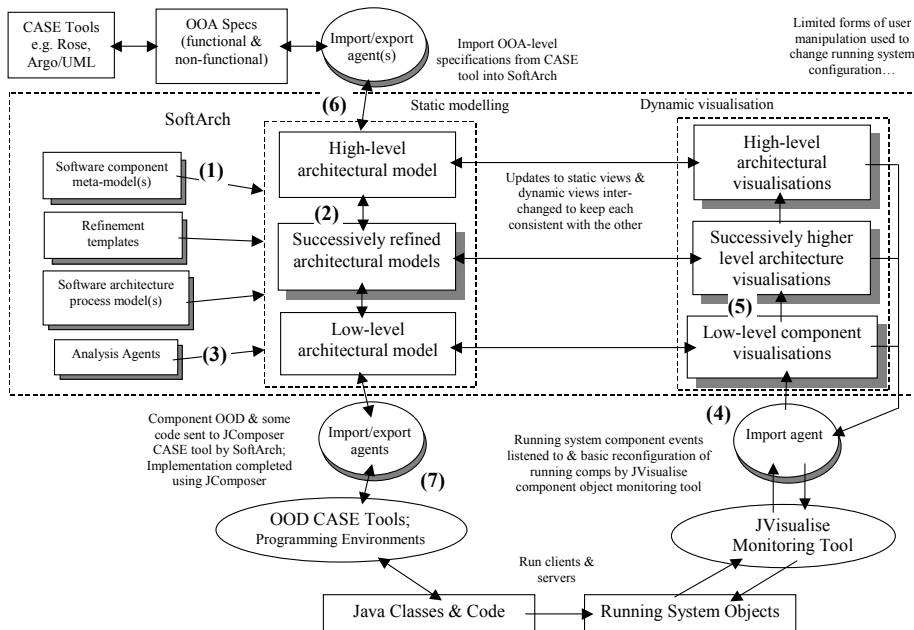 CASE Tools
e.g. Rose,
Argo/UML
OOA Specs
(functional &
non-functional)
Import/export
agent(s)
Import OOA-level
specifications from CASE
tool into SoftArch
Limited forms of user
manipulation used to
change running system
configuration…
(6)
Static modelling
Dynamic visualisation
SoftArch
Software component
meta-model(s)
(1)
Refinement
templates
Software architecture
process model(s)
Analysis Agents
(3)
High-level
architectural model
(2)
Successively refined
architectural models
Low-level
architectural model
Updates to static views &
dynamic views inter-
changed to keep each
consistent with the other
High-level
architectural
visualisations
Successively higher
level architecture
visualisations
(5)
Low-level component
visualisations
Component OOD & some
code sent to JComposer
CASE tool by SoftArch;
Implementation completed
using JComposer
Import/export
agents
(7)
Running system component events
listened to & basic reconfiguration of
running comps by JVisualise
component object monitoring tool
(4)
Import agent
OOD CASE Tools;
Programming Environments
JVisualise
Monitoring Tool
Run clients &
servers
Java Classes & Code
Running System Objects